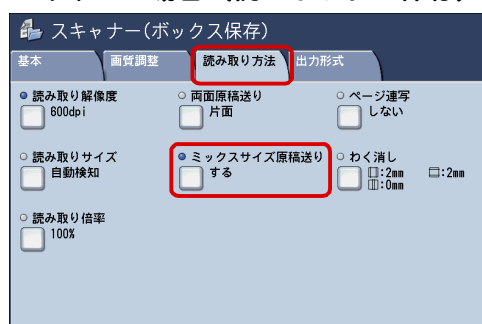 スキャナー(ボックス保存)
基本 画質調整 読み取り方法 出力形式
読み取り解像度 両面原稿送り ページ連写
600dpi 片面 しない
読み取りサイズ ミックスサイズ原稿送り わく消し
自動検知 する :2mm :2mm
:0mm
読み取り倍率
100%